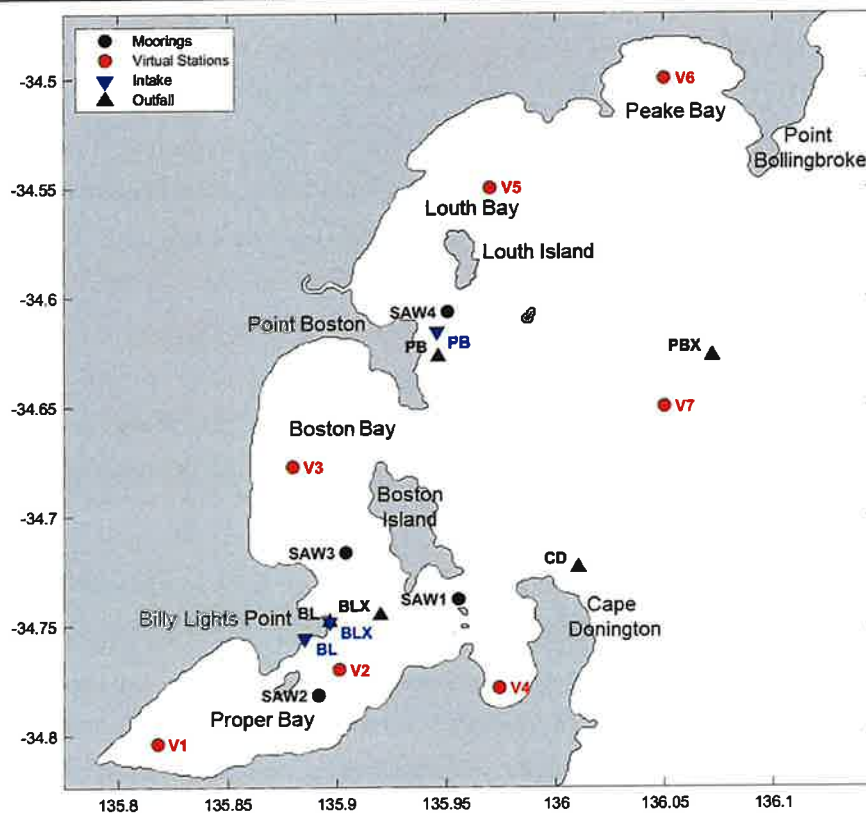 Moorings
Virtual Stations
Intake
Outfall
-34.5
-34.55
-34.6
-34.65
-34.7
-34.75
-34.8
V6
Peake Bay
Point
Bollingbroke
V5
Louth Bay
Louth Island
SAW4
Point Boston
PB
PB
PBX
V7
Boston Bay
V3
Boston
Island
SAW3
CD
SAW1
Cape
Donington
Billy Lights Point
BL
BLX
BLX
BL
V2
V4
SAW2
Proper Bay
V1
135.8
135.85
135.9
135.95
136
136.05
136.1